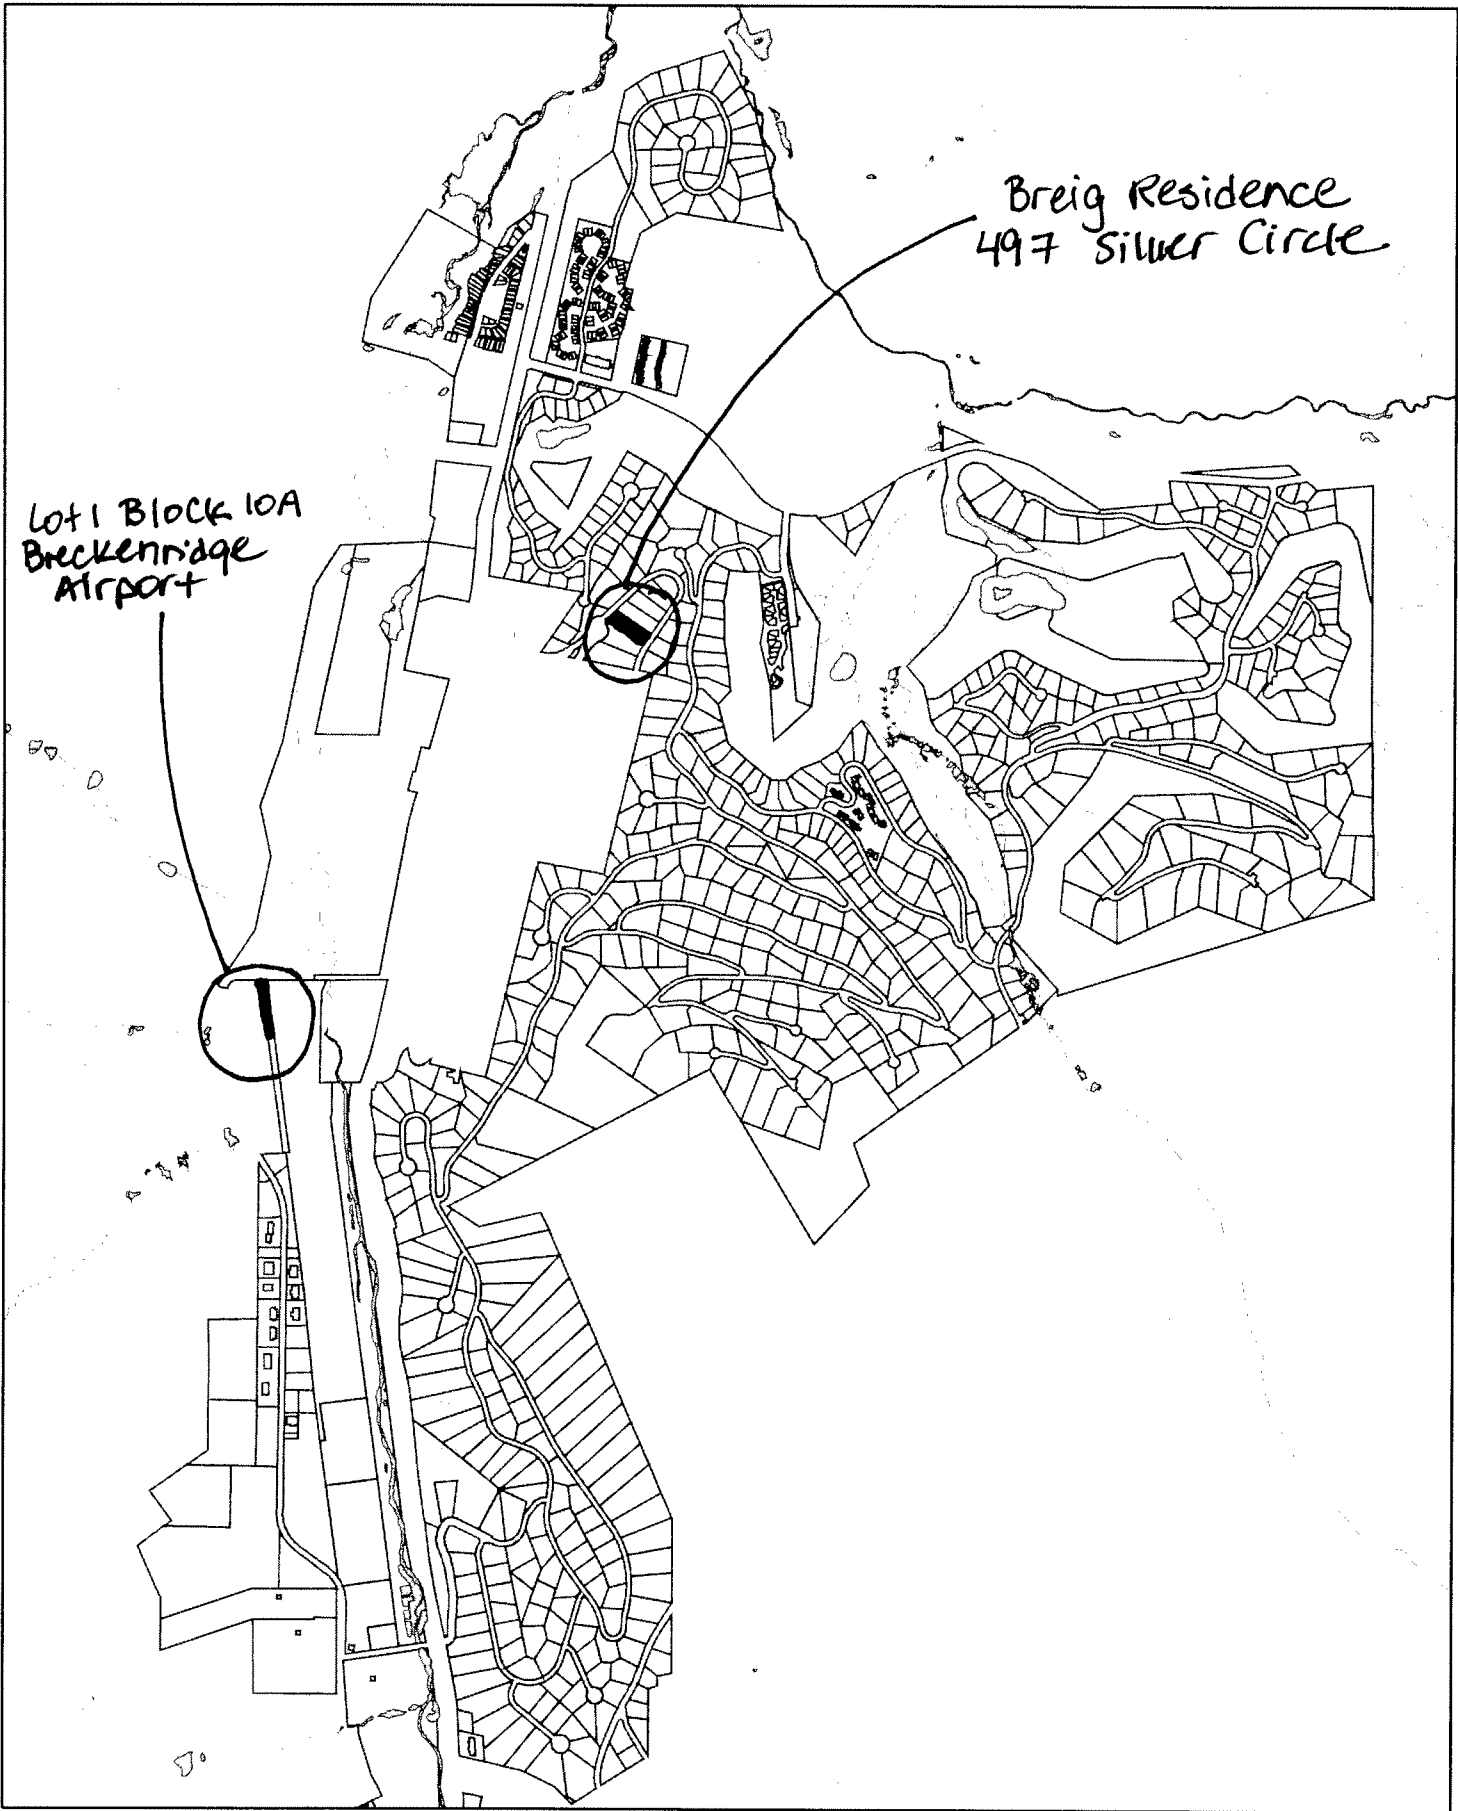 Breig Residence
497 Silver Circle
Lot 1 Block 10A
Breckenridge
Airport